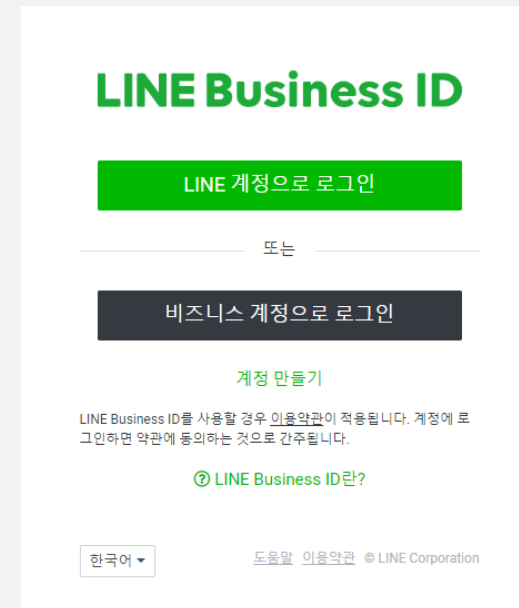 LINE Business ID
LINE 계정으로 로그인
또는
비즈니스 계정으로 로그인
계정 만들기
LINE Business ID를 사용할 경우 이용약관이 적용됩니다. 계정에 로
그인하면 약관에 동의하는 것으로 간주됩니다.
LINE Business ID란?
한국어
도움말 이용약관 © LINE Corporation